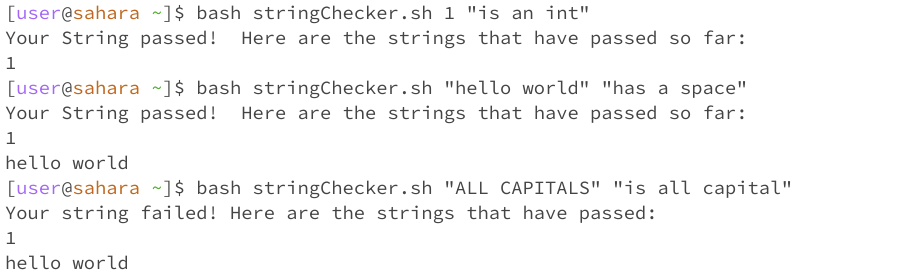 [user@sahara ~]$ bash stringChecker.sh 1 "is an int"
Your String passed!  Here are the strings that have passed so far:
1
[user@sahara ~]$ bash stringChecker.sh "hello world" "has a space"
Your String passed!  Here are the strings that have passed so far:
1
hello world
[user@sahara ~]$ bash stringChecker.sh "ALL CAPITALS" "is all capital"
Your string failed! Here are the strings that have passed:
1
hello world